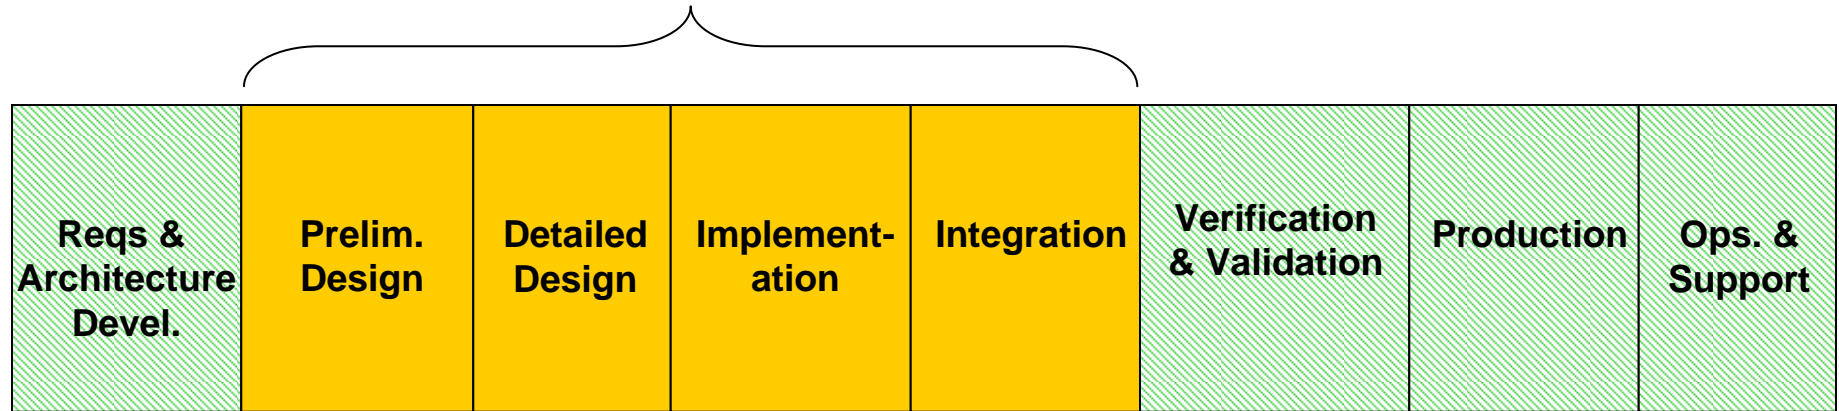 Reqs &
Architecture
Devel.
Prelim.
Design
Detailed
Design
Implement-
ation
Integration
Verification
& Validation
Production
Ops. &
Support